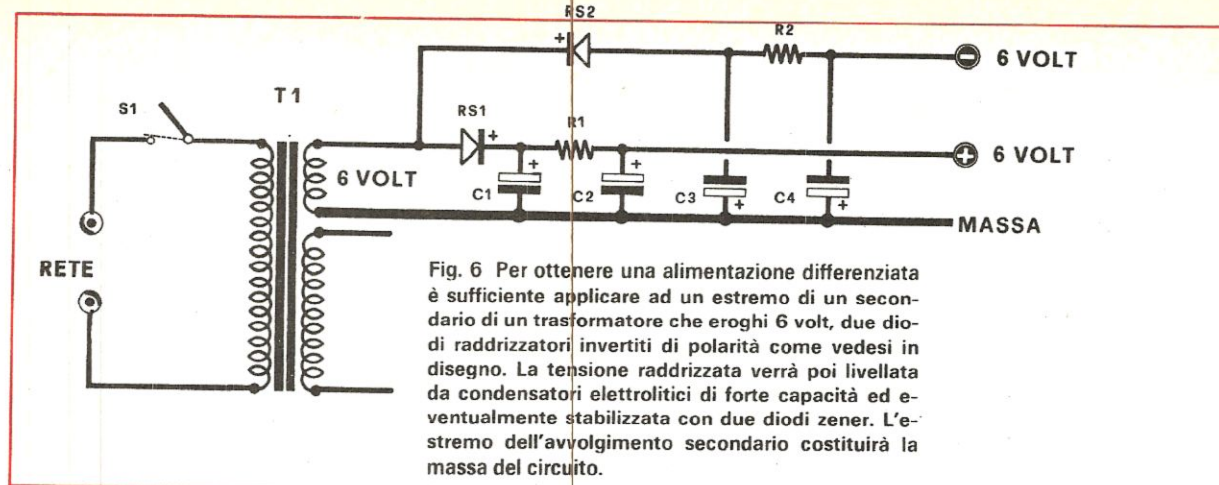 RS2
R2
6 VOLT
S1
T1
RS1
R1
6 VOLT
6 VOLT
C1
C2
C3
C4
MASSA
RETE
Fig. 6 Per ottenere una alimentazione differenziata
è sufficiente applicare ad un estremo di un secon-
dario di un trasformatore che eroghi 6 volt, due dio-
di raddrizzatori invertiti di polarità come vedesi in
disegno. La tensione raddrizzata verrà poi livellata
da condensatori elettrolitici di forte capacità ed e-
ventualmente stabilizzata con due diodi zener. L'e-
stremo dell'avvolgimento secondario costituirà la
massa del circuito.